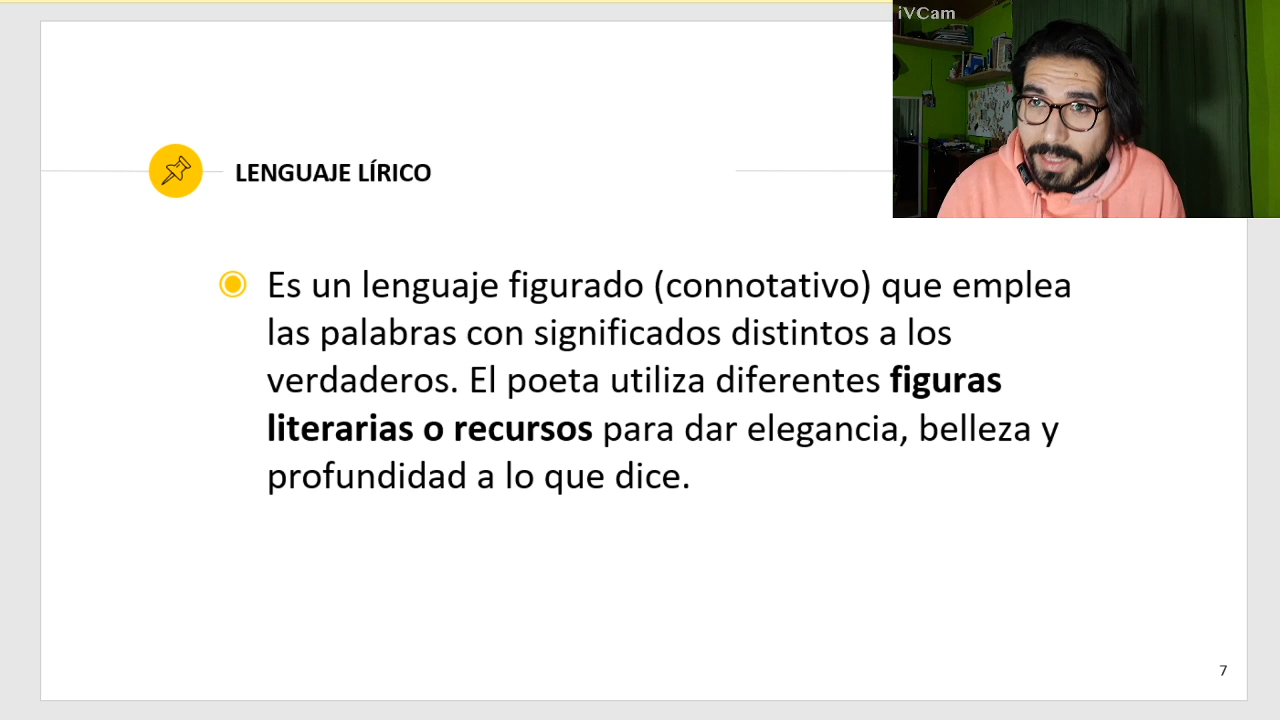 iVCam
LENGUAJE LÍRICO
Es un lenguaje figurado (connotativo) que emplea
las palabras con significados distintos a los
verdaderos. El poeta utiliza diferentes figuras
literarias o recursos para dar elegancia, belleza y
profundidad a lo que dice.
7